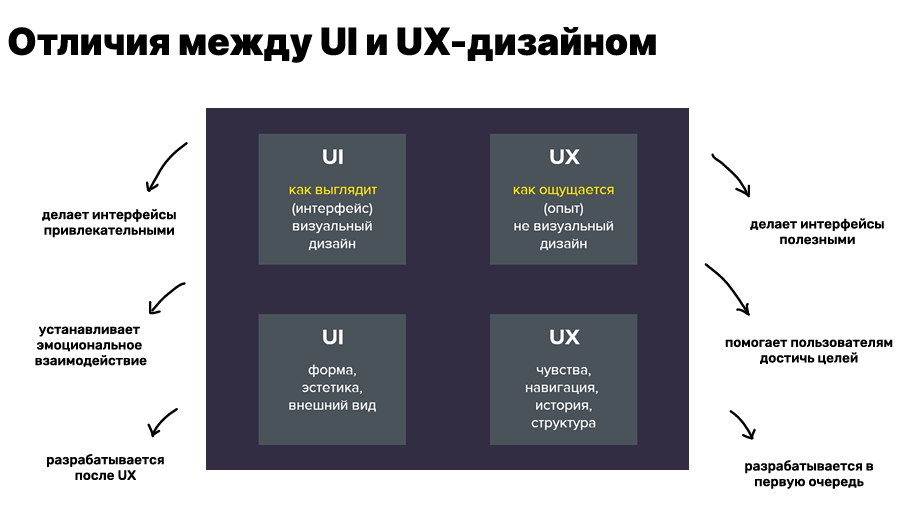 Отличия между UI и UX-дизайном
делает интерфейсы
привлекательными
устанавливает
эмоциональное
взаимодействие
разрабатывается
после UX
UI
как выглядит
(интерфейс)
визуальный
дизайн
UX
как ощущается
(опыт)
не визуальный
дизайн
UI
форма,
эстетика,
внешний вид
UX
чувства,
навигация,
история,
структура
делает интерфейсы
полезными
помогает пользователям
достичь целей
разрабатывается в
первую очередь